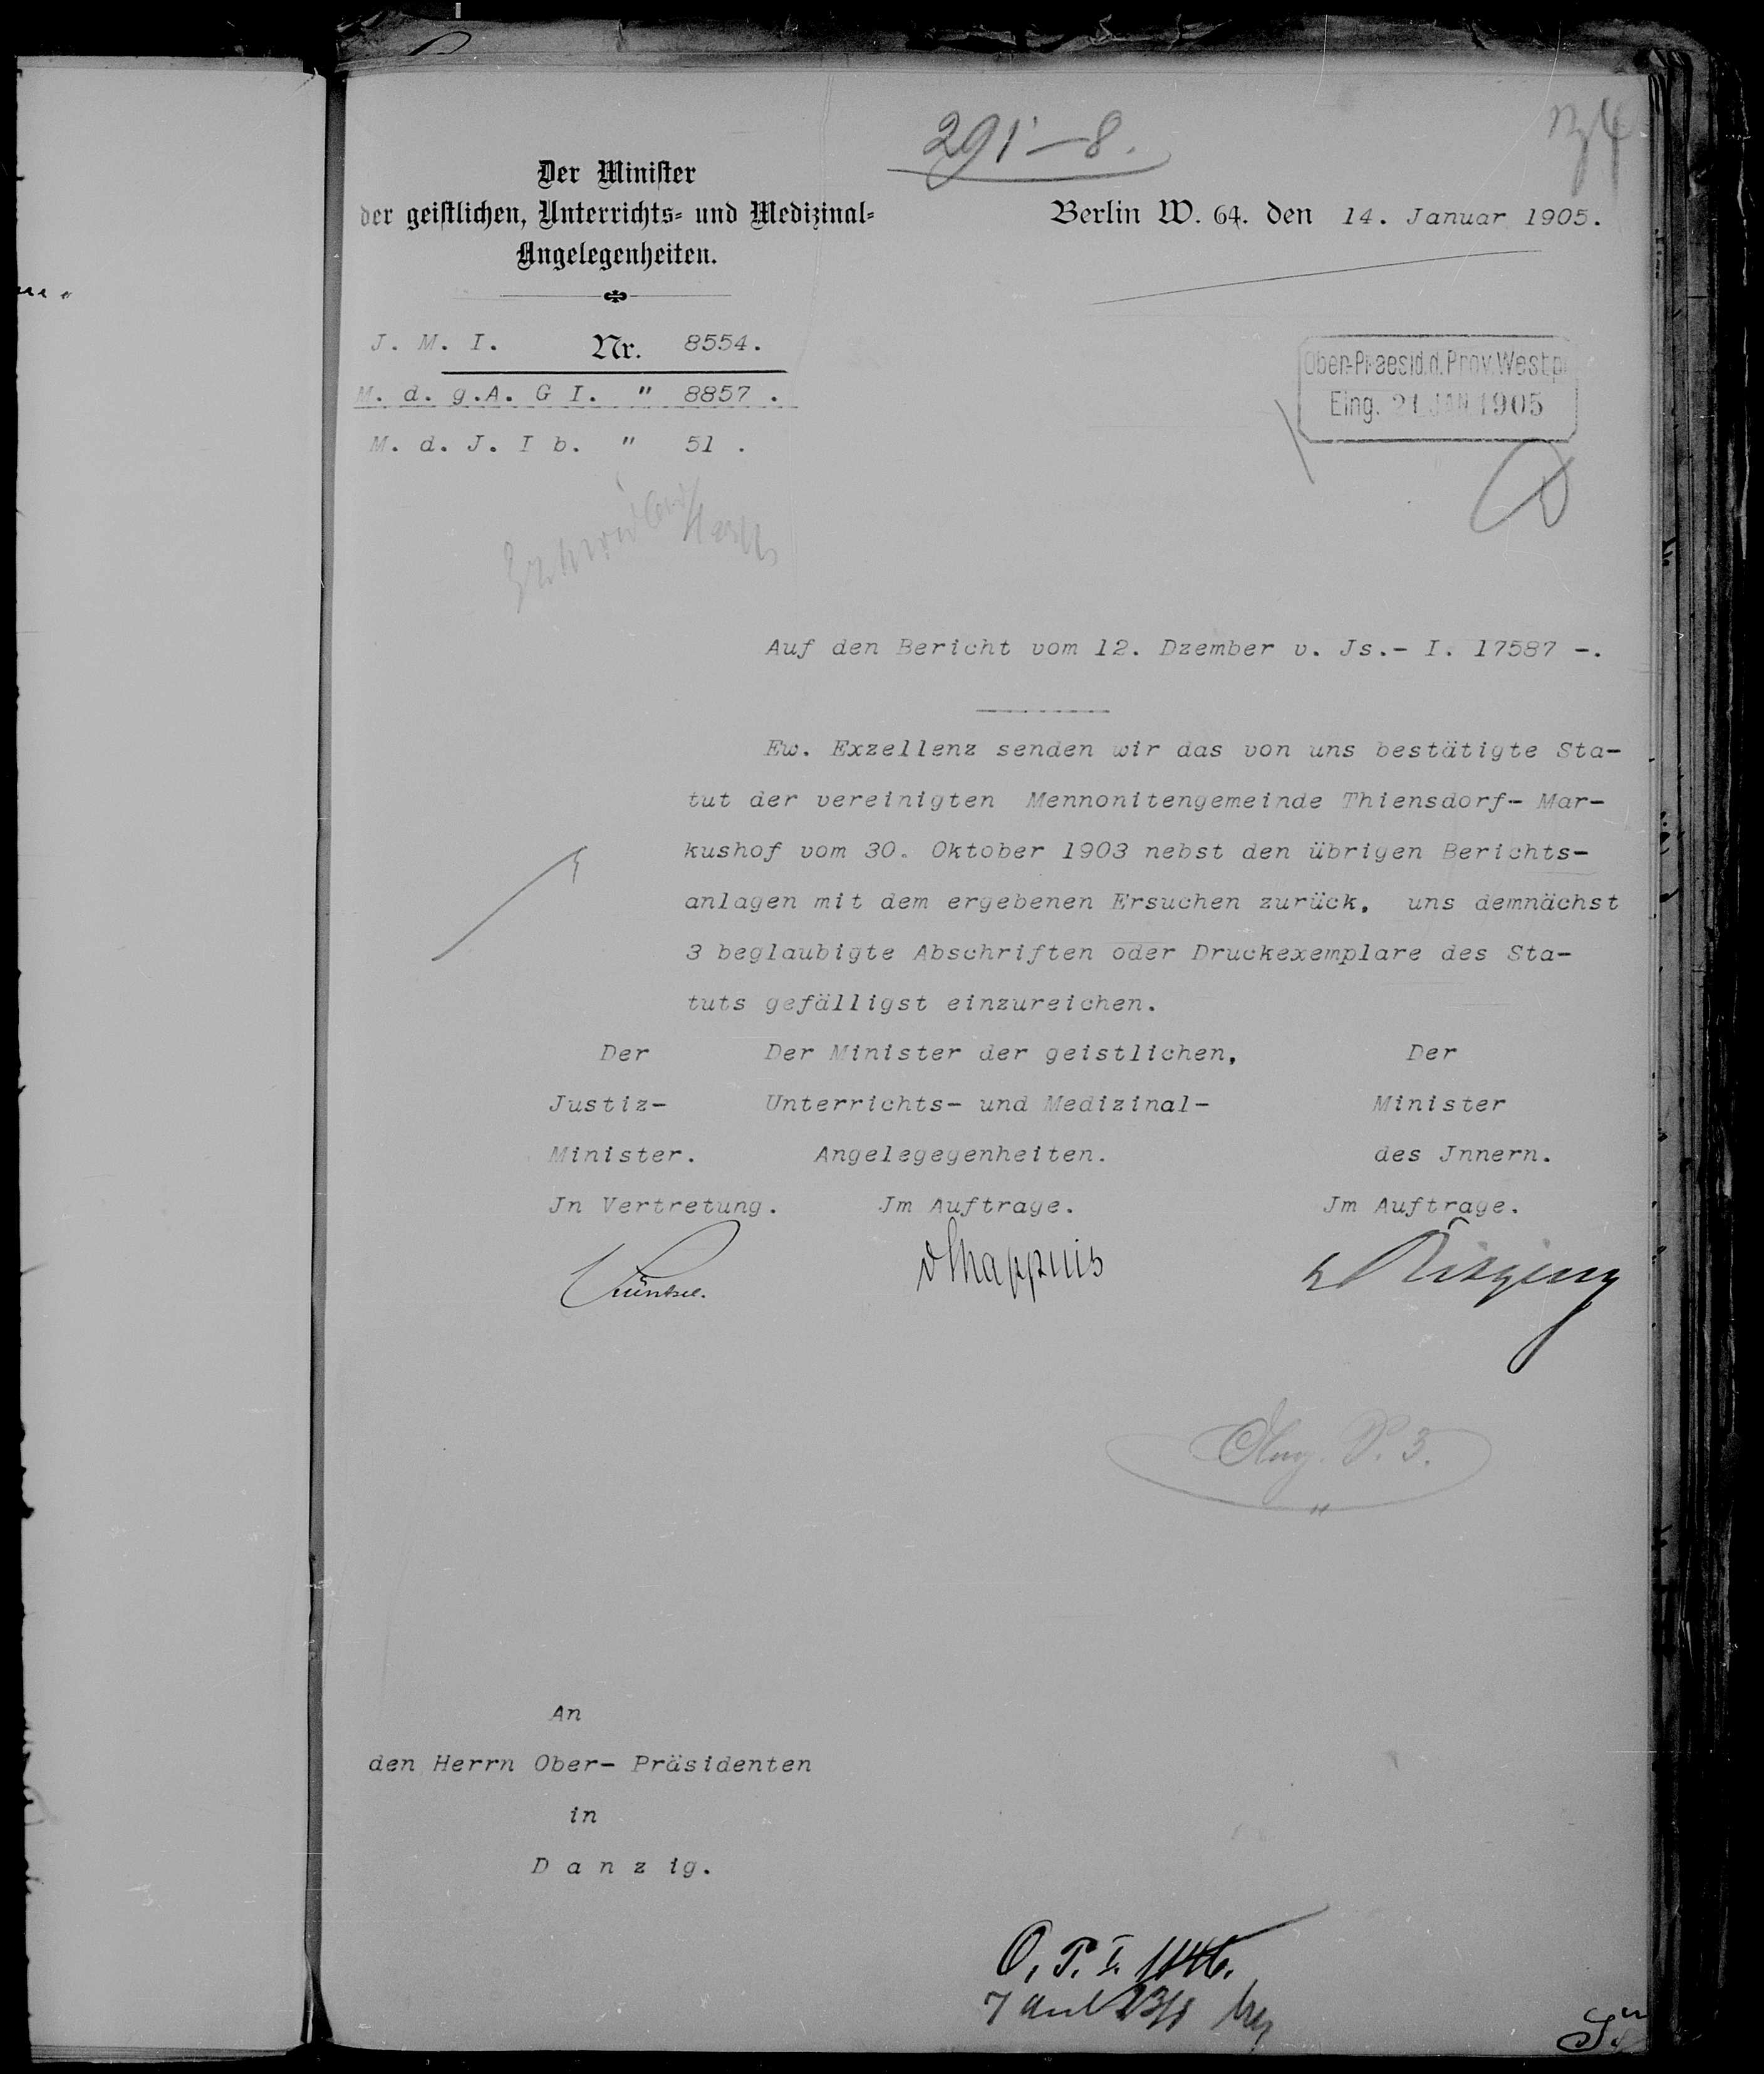 291-8.
Der Minister
der geistlichen, Unterrichts- und Medizinal-
Angelegenheiten.
Berlin W. 64. den 14. Januar 1905.
J. M. I. Nr. 8554.
M. d. g.A. G I. " 8857 .
M. d. J. I b. " 51 .
Ober-Praesid.d.Prov.Westpr
Eing. 21 JAN 1905
Auf den Bericht vom 12. Dzember v. Js.- I. 17587 -.
Ew. Exzellenz senden wir das von uns bestätigte Sta-
tut der vereinigten Mennonitengemeinde Thiensdorf- Mar-
kushof vom 30. Oktober 1903 nebst den übrigen Berichts-
anlagen mit dem ergebenen Ersuchen zurück, uns demnächst
3 beglaubigte Abschriften oder Druckexemplare des Sta-
tuts gefälligst einzureichen.
Der Der Minister der geistlichen, Der
Justiz- Unterrichts- und Medizinal- Minister
Minister. Angelegegenheiten. des Jnnern.
Jn Vertretung. Jm Auftrage. Jm Auftrage.
Küntzel. vChappuis
An
den Herrn Ober- Präsidenten
in
D a n z ig.
O. P. I. 1146.
7 Anl